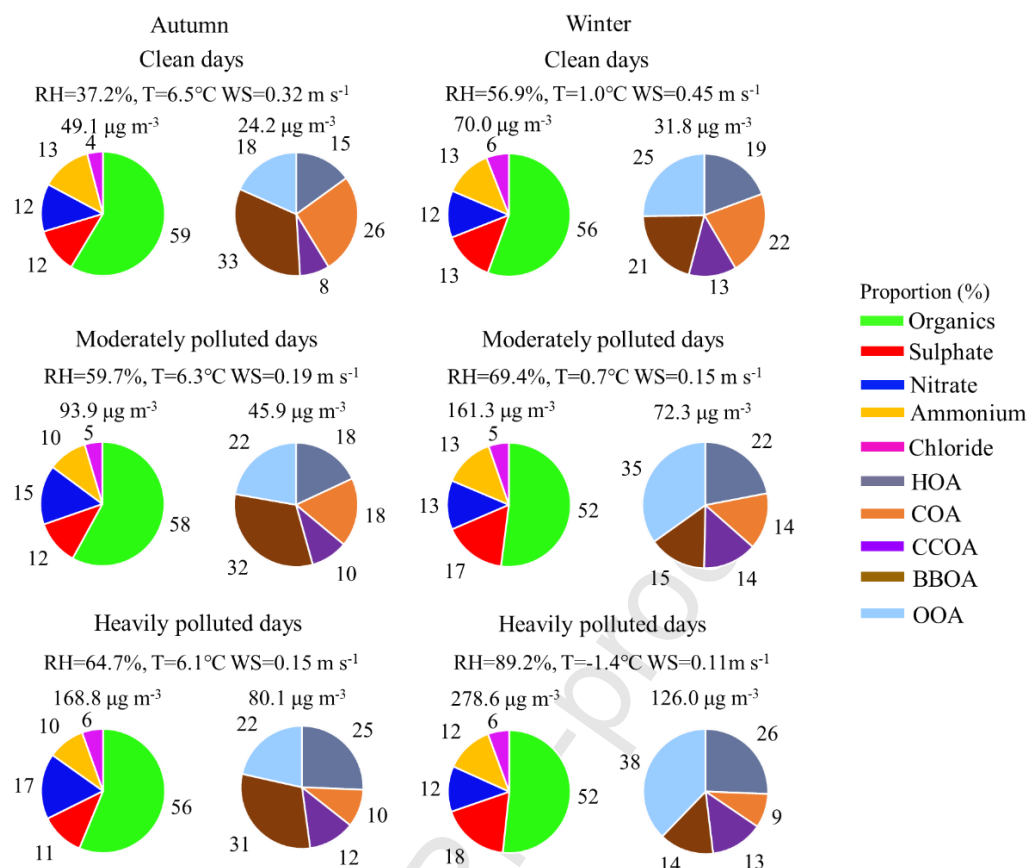 Autumn
Clean days
RH=37.2%, T=6.5℃ WS=0.32 m s⁻¹
49.1 μg m⁻³
24.2 μg m⁻³
4
13
12
12
59
18
15
26
8
33
Winter
Clean days
RH=56.9%, T=1.0℃ WS=0.45 m s⁻¹
70.0 μg m⁻³
31.8 μg m⁻³
6
13
12
13
56
25
19
22
13
21
Moderately polluted days
RH=59.7%, T=6.3℃ WS=0.19 m s⁻¹
93.9 μg m⁻³
45.9 μg m⁻³
5
10
15
12
58
22
18
18
10
32
Moderately polluted days
RH=69.4%, T=0.7℃ WS=0.15 m s⁻¹
161.3 μg m⁻³
72.3 μg m⁻³
5
13
13
17
52
35
22
14
14
15
Heavily polluted days
RH=64.7%, T=6.1℃ WS=0.15 m s⁻¹
168.8 μg m⁻³
80.1 μg m⁻³
6
10
17
11
56
22
25
10
12
31
Heavily polluted days
RH=89.2%, T=-1.4℃ WS=0.11m s⁻¹
278.6 μg m⁻³
126.0 μg m⁻³
6
12
12
18
52
38
26
9
13
14
Proportion (%)
Organics
Sulphate
Nitrate
Ammonium
Chloride
HOA
COA
CCOA
BBOA
OOA